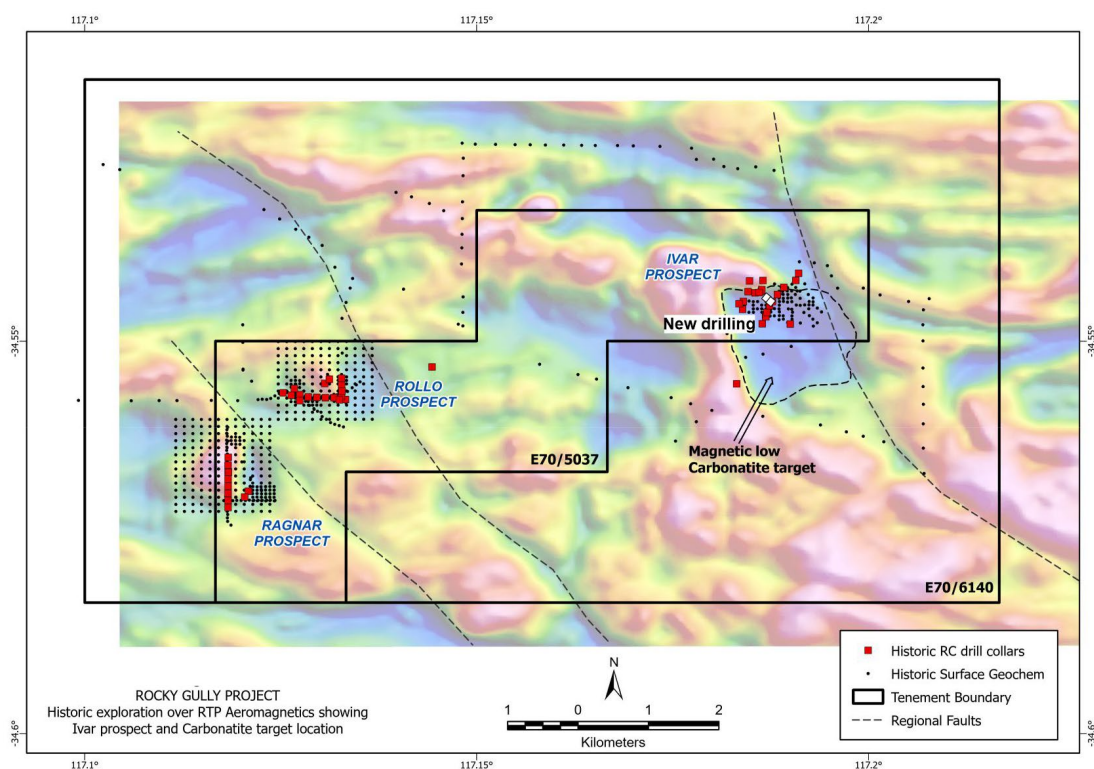 117.1°
117.15°
117.2°
-34.55°
-34.55°
-34.6°
-34.6°
IVAR
PROSPECT
New drilling
ROLLO
PROSPECT
Magnetic low
Carbonatite target
E70/5037
RAGNAR
PROSPECT
E70/6140
ROCKY GULLY PROJECT
Historic exploration over RTP Aeromagnetics showing
Ivar prospect and Carbonatite target location
N
1 0 1 2
Kilometers
Historic RC drill collars
Historic Surface Geochem
Tenement Boundary
Regional Faults
117.1°
117.15°
117.2°